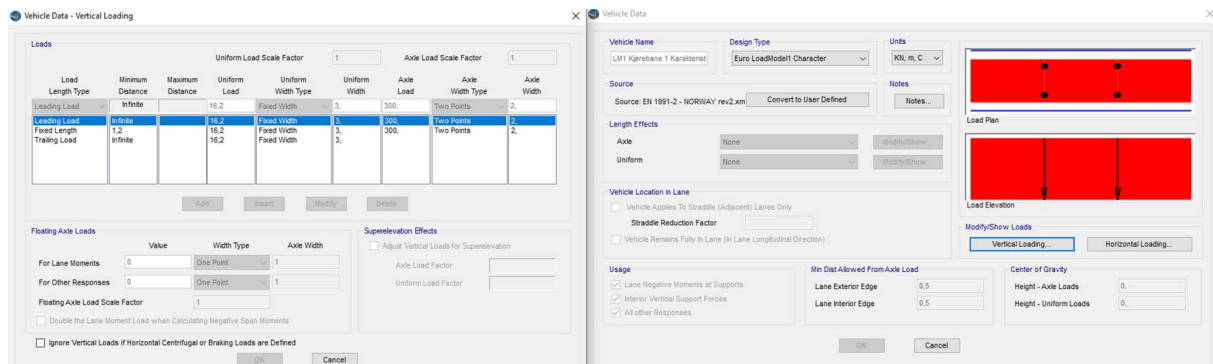 Vehicle Data - Vertical Loading
Loads
Uniform Load Scale Factor 1 Axle Load Scale Factor 1
Load Length Type Minimum Distance Maximum Distance Uniform Load Uniform Width Type Uniform Width Axle Load Axle Width Type Axle Width
Leading Load Infinite 16,2 Fixed Width 3, 300, Two Points 2,
Leading Load Infinite 16,2 Fixed Width 3, 300, Two Points 2,
Fixed Length 1,2 16,2 Fixed Width 3, 300, Two Points 2,
Trailing Load Infinite 16,2 Fixed Width 3,
Add Insert Modify Delete
Floating Axle Loads
Value Width Type Axle Width
For Lane Moments 0 One Point 1
For Other Responses 0 One Point 1
Floating Axle Load Scale Factor 1
Double the Lane Moment Load when Calculating Negative Span Moments
Superelevation Effects
Adjust Vertical Loads for Superelevation
Axle Load Factor
Uniform Load Factor
Ignore Vertical Loads if Horizontal Centrifugal or Braking Loads are Defined
OK Cancel
Vehicle Data
Vehicle Name
LM1 Kjørebane 1 Karakterist
Design Type
Euro LoadModel1 Character
Units
KN, m, C
Source
Source: EN 1991-2 - NORWAY rev2.xm Convert to User Defined
Notes
Notes...
Load Plan
Length Effects
Axle None Modify/Show...
Uniform None Modify/Show...
Vehicle Location in Lane
Vehicle Applies To Straddle (Adjacent) Lanes Only
Straddle Reduction Factor
Vehicle Remains Fully In Lane (In Lane Longitudinal Direction)
Load Elevation
Modify/Show Loads
Vertical Loading... Horizontal Loading...
Usage
Lane Negative Moments at Supports
Interior Vertical Support Forces
All other Responses
Min Dist Allowed From Axle Load
Lane Exterior Edge 0,5
Lane Interior Edge 0,5
Center of Gravity
Height - Axle Loads 0,
Height - Uniform Loads 0,
OK Cancel